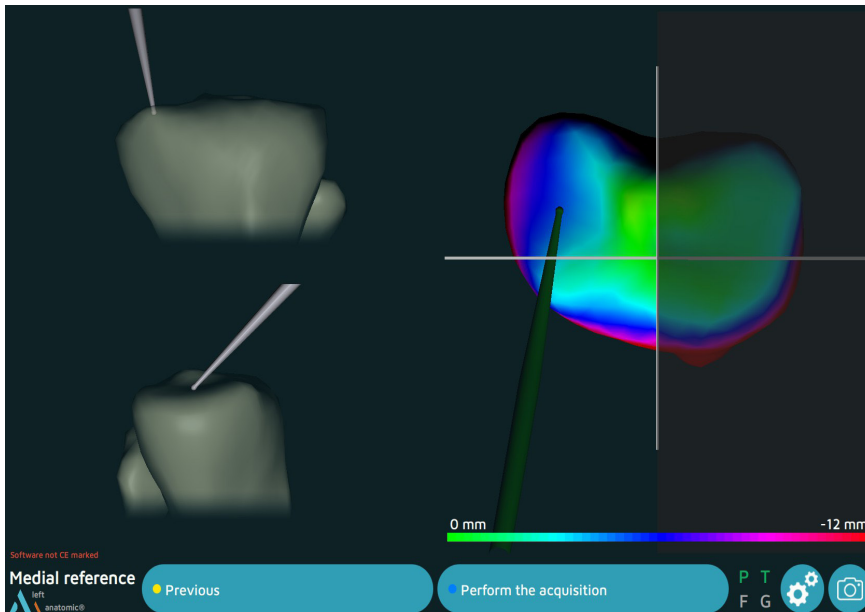 0 mm
-12 mm
Software not CE marked
Medial reference
left
anatomic®
Previous
Perform the acquisition
P T
F G